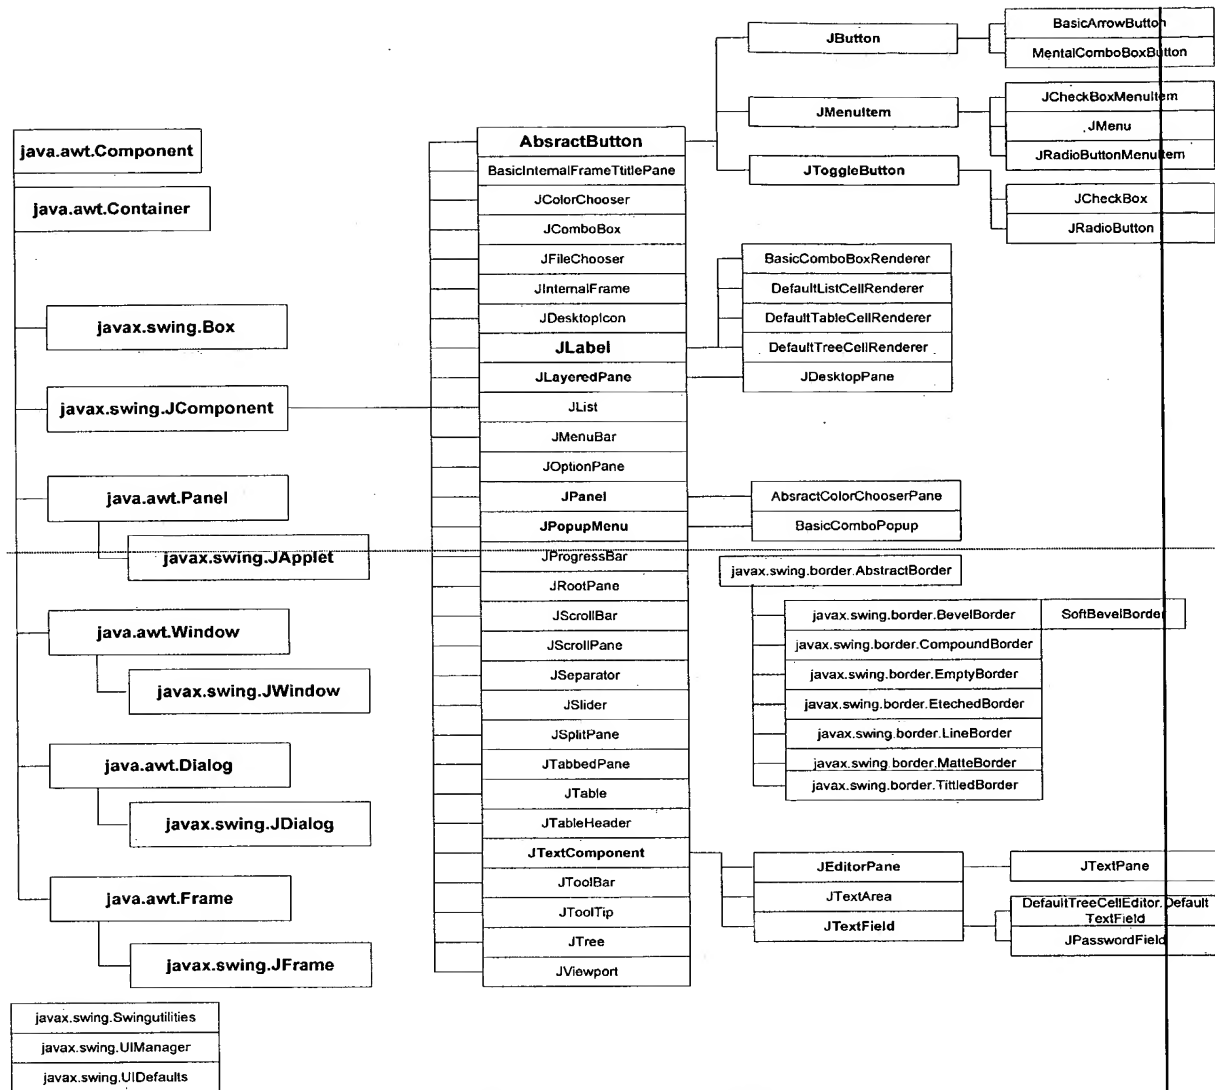 java.awt.Component
java.awt.Container
javax.swing.Box
javax.swing.JComponent
java.awt.Panel
javax.swing.JApplet
java.awt.Window
javax.swing.JWindow
java.awt.Dialog
javax.swing.JDialog
java.awt.Frame
javax.swing.JFrame
javax.swing.Swingutilities
javax.swing.UIManager
javax.swing.UIDefaults
AbsractButton
BasicInternalFrameTtitlePane
JColorChooser
JComboBox
JFileChooser
JInternalFrame
JDesktopIcon
JLabel
JLayeredPane
JList
JMenuBar
JOptionPane
JPanel
JPopupMenu
JProgressBar
JRootPane
JScrollBar
JScrollPane
JSeparator
JSlider
JSplitPane
JTabbedPane
JTable
JTableHeader
JTextComponent
JToolBar
JToolTip
JTree
JViewport
JButton
BasicArrowButton
MentalComboBoxButton
JMenuItem
JCheckBoxMenuItem
JMenu
JRadioButtonMenuItem
JToggleButton
JCheckBox
JRadioButton
BasicComboBoxRenderer
DefaultListCellRenderer
DefaultTableCellRenderer
DefaultTreeCellRenderer
JDesktopPane
AbsractColorChooserPane
BasicComboPopup
javax.swing.border.AbstractBorder
javax.swing.border.BevelBorder
SoftBevelBorder
javax.swing.border.CompoundBorder
javax.swing.border.EmptyBorder
javax.swing.border.EtechedBorder
javax.swing.border.LineBorder
javax.swing.border.MatteBorder
javax.swing.border.TittledBorder
JEditorPane
JTextPane
JTextArea
JTextField
DefaultTreeCellEditor.Default
TextField
JPasswordField